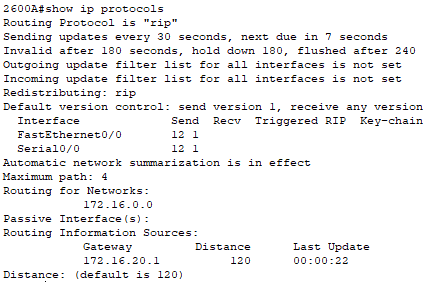 2600A#show ip protocols
Routing Protocol is "rip"
Sending updates every 30 seconds, next due in 7 seconds
Invalid after 180 seconds, hold down 180, flushed after 240
Outgoing update filter list for all interfaces is not set
Incoming update filter list for all interfaces is not set
Redistributing: rip
Default version control: send version 1, receive any version
Interface Send Recv Triggered RIP Key-chain
FastEthernet0/0 12 1
Serial0/0 12 1
Automatic network summarization is in effect
Maximum path: 4
Routing for Networks:
172.16.0.0
Passive Interface(s):
Routing Information Sources:
Gateway Distance Last Update
172.16.20.1 120 00:00:22
Distance: (default is 120)